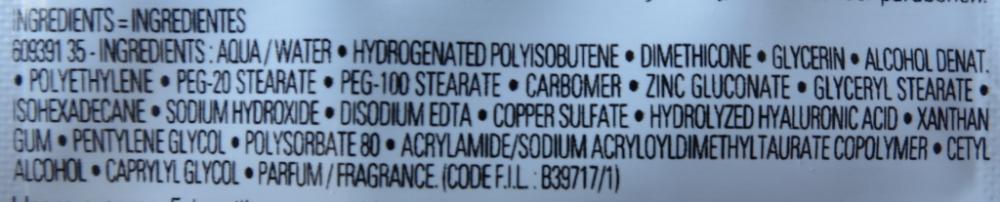 INGREDIENTS = INGREDIENTES
609391 35 - INGREDIENTS : AQUA / WATER • HYDROGENATED POLYISOBUTENE • DIMETHICONE • GLYCERIN • ALCOHOL DENAT.
• POLYETHYLENE • PEG-20 STEARATE • PEG-100 STEARATE • CARBOMER • ZINC GLUCONATE • GLYCERYL STEARATE •
ISOHEXADECANE • SODIUM HYDROXIDE • DISODIUM EDTA • COPPER SULFATE • HYDROLYZED HYALURONIC ACID • XANTHAN
GUM • PENTYLENE GLYCOL • POLYSORBATE 80 • ACRYLAMIDE/SODIUM ACRYLOYLDIMETHYLTAURATE COPOLYMER • CETYL
ALCOHOL • CAPRYLYL GLYCOL • PARFUM / FRAGRANCE. (CODE F.I.L. : B39717/1)